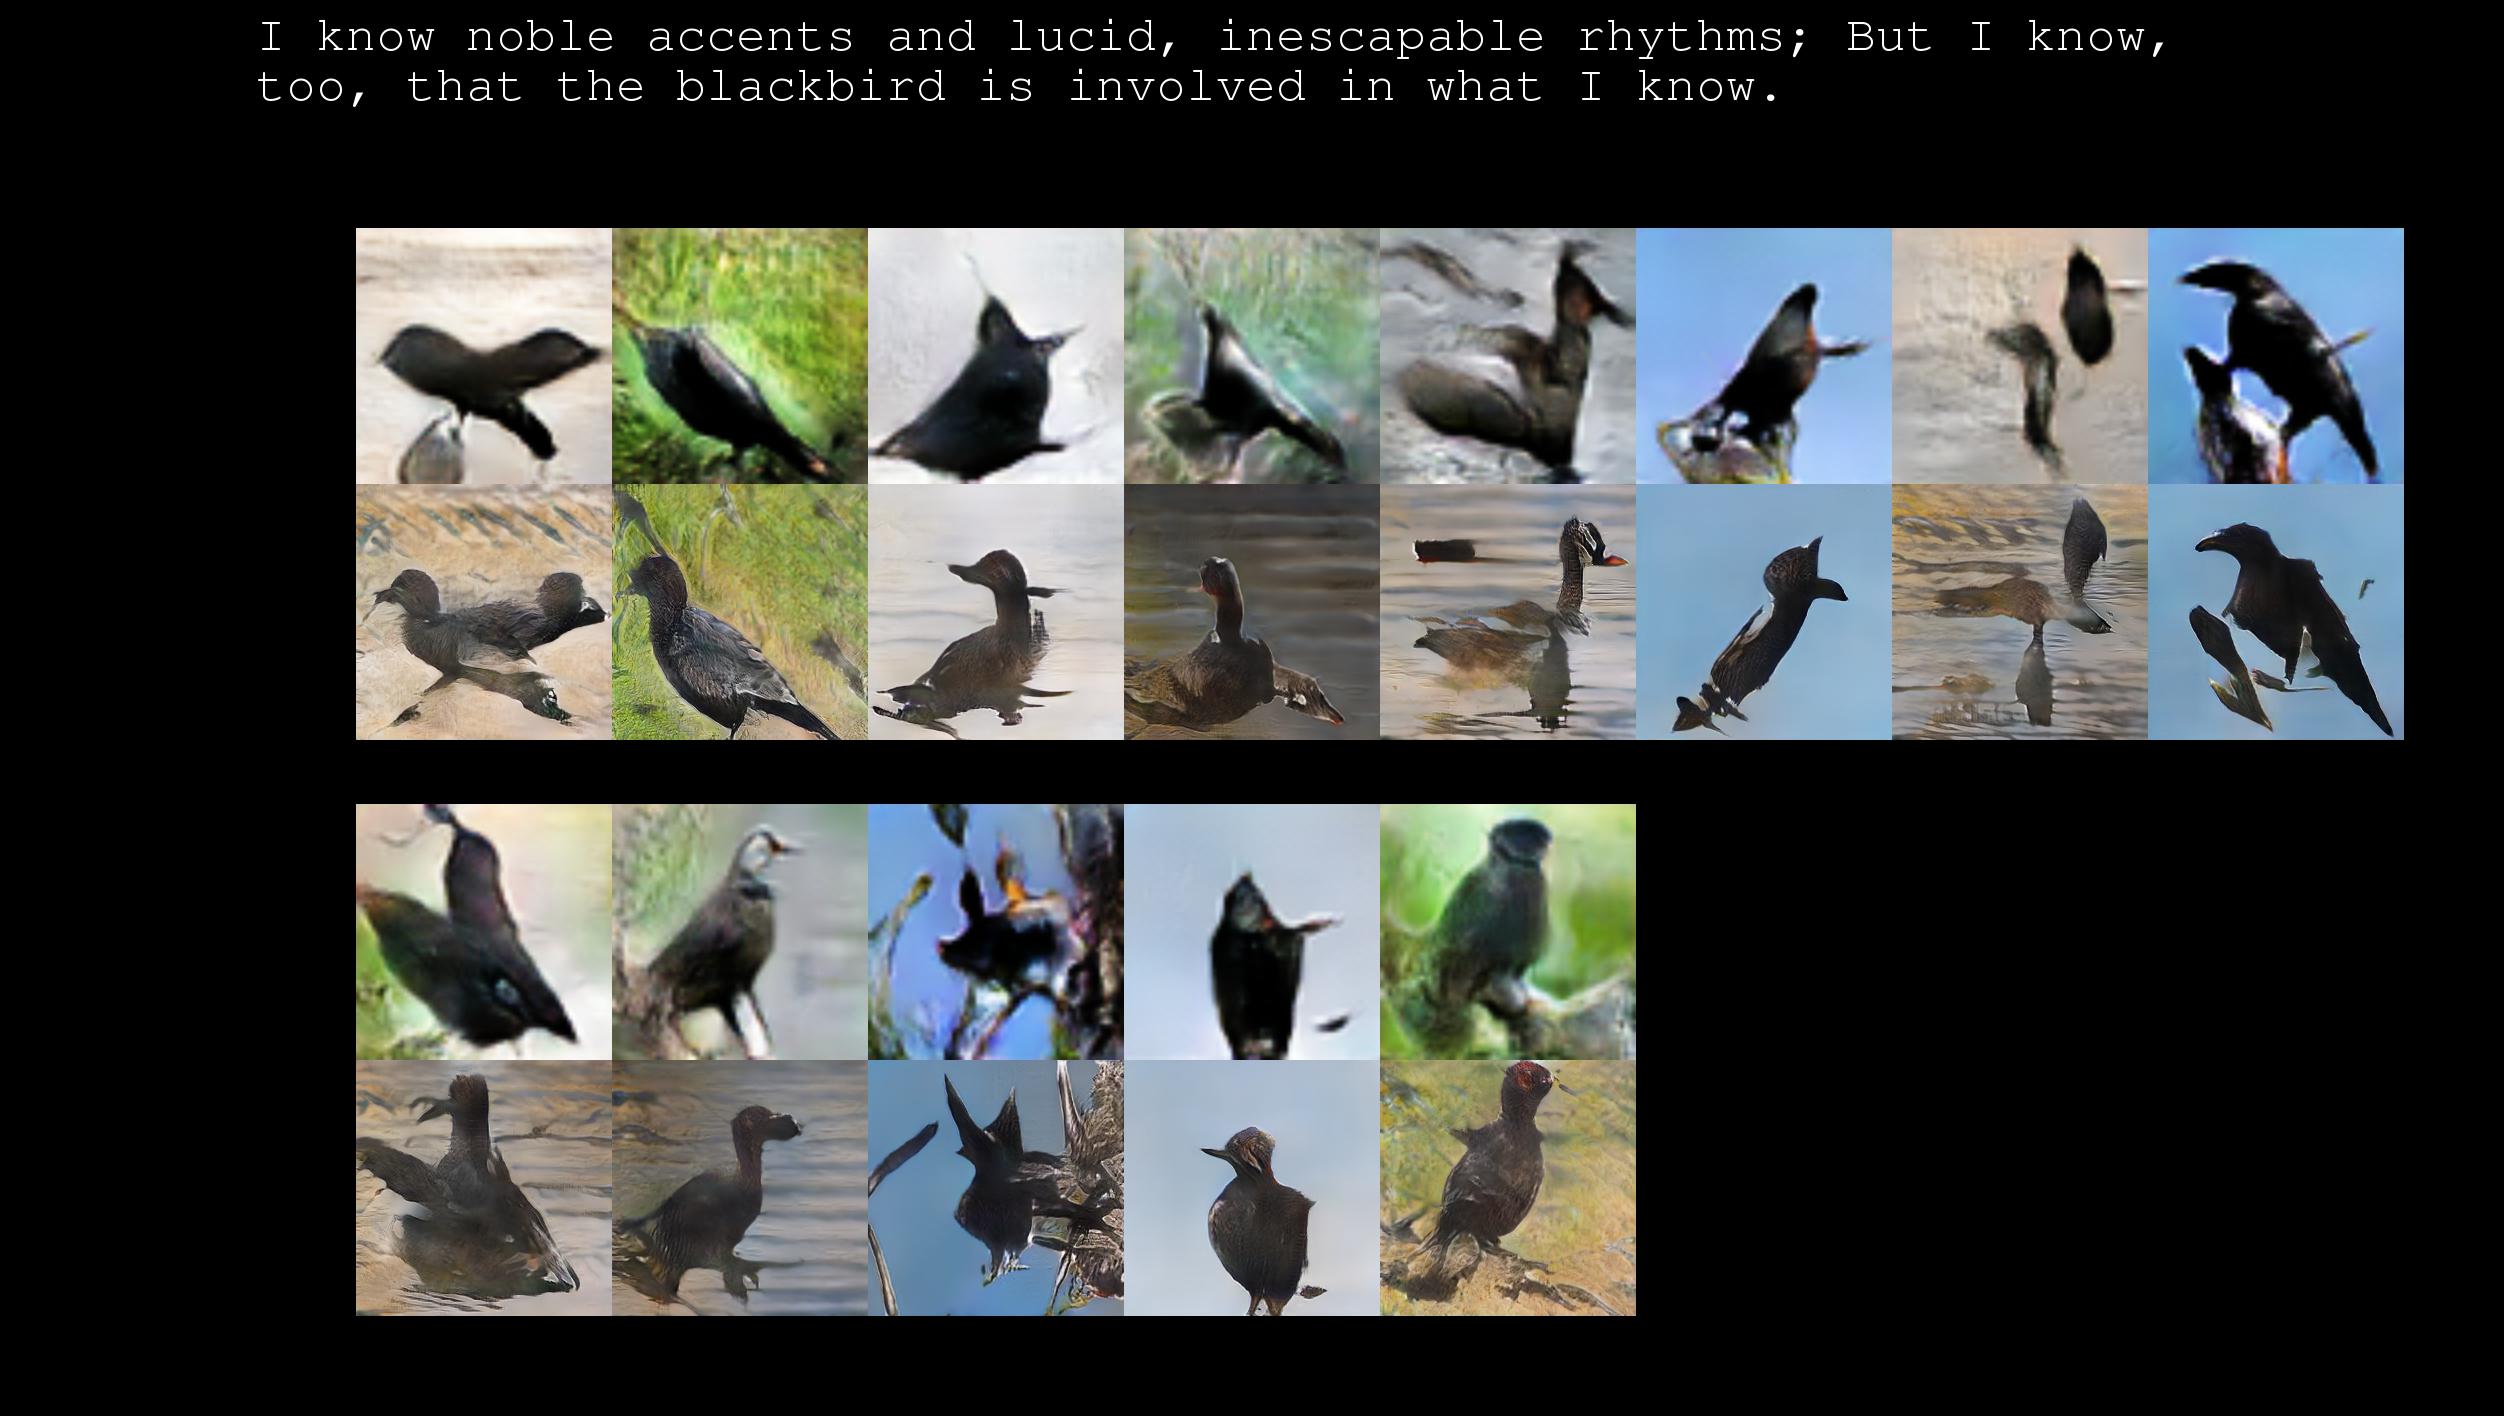 I know noble accents and lucid, inescapable rhythms; But I know,
too, that the blackbird is involved in what I know.